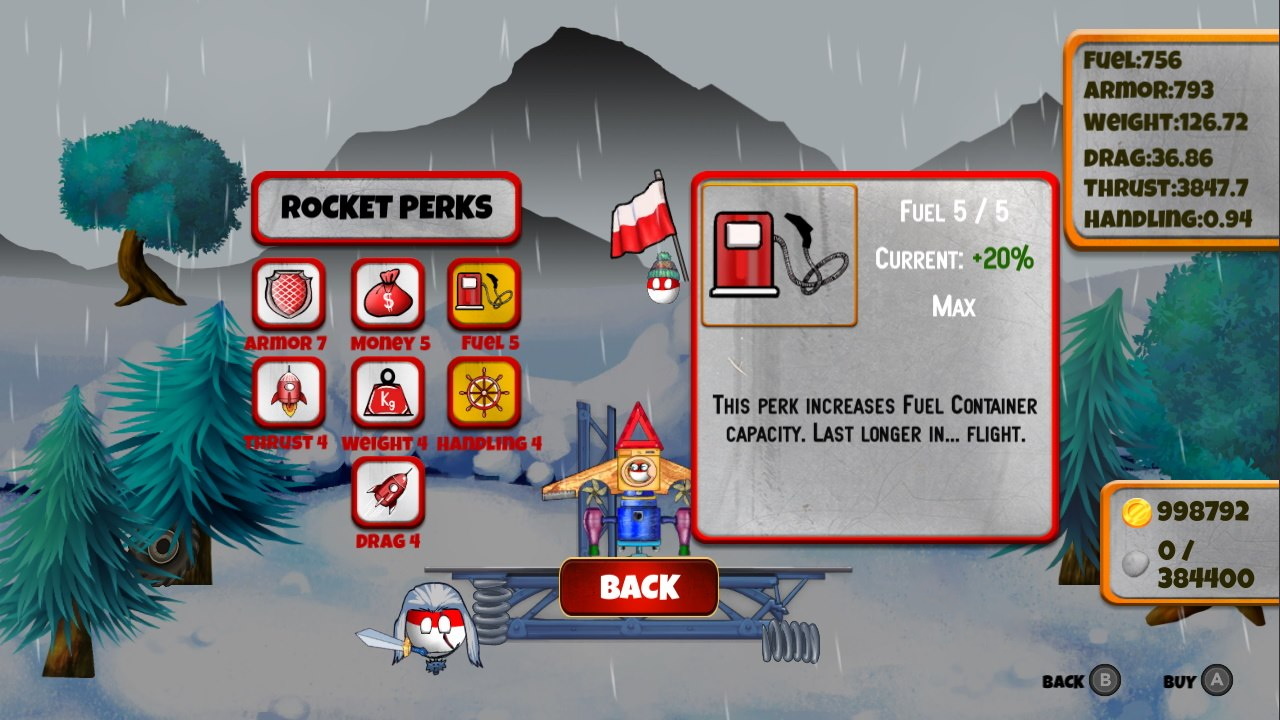 Fuel:756
Armor:793
Weight:126.72
Drag:36.86
Thrust:3847.7
Handling:0.94
Rocket Perks
Armor 7
Money 5
Fuel 5
Thrust 4
Kg
Weight 4
Handling 4
Drag 4
$
Fuel 5 / 5
Current: +20%
Max
This perk increases Fuel Container
capacity. Last longer in... flight.
998792
0 /
384400
BACK
Back B
Buy A